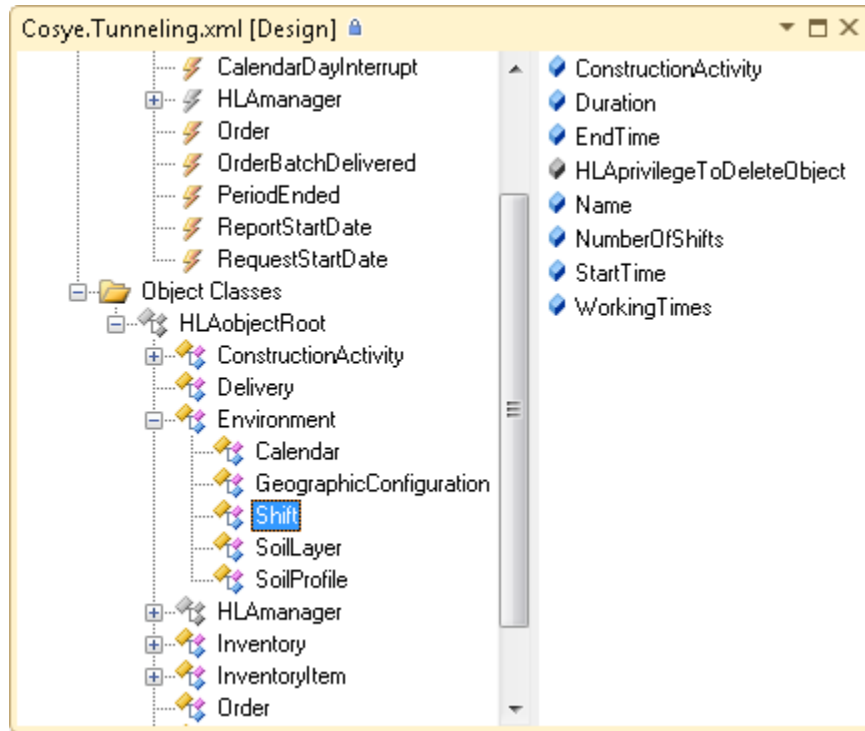 Cosye.Tunneling.xml [Design]
CalendarDayInterrupt
HLAmanager
Order
OrderBatchDelivered
PeriodEnded
ReportStartDate
RequestStartDate
Object Classes
HLAobjectRoot
ConstructionActivity
Delivery
Environment
Calendar
GeographicConfiguration
Shift
SoilLayer
SoilProfile
HLAmanager
Inventory
InventoryItem
Order
ConstructionActivity
Duration
EndTime
HLAprivilegeToDeleteObject
Name
NumberOfShifts
StartTime
WorkingTimes